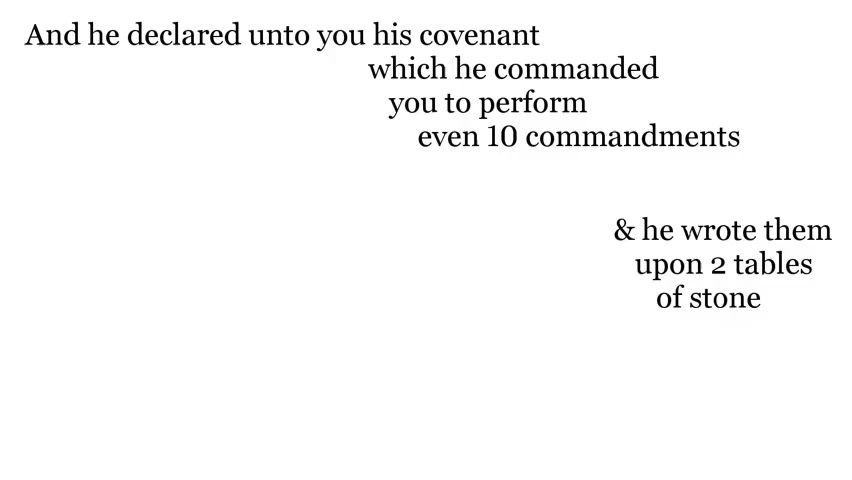 And he declared unto you his covenant
which he commanded
you to perform
even 10 commandments
& he wrote them
upon 2 tables
of stone